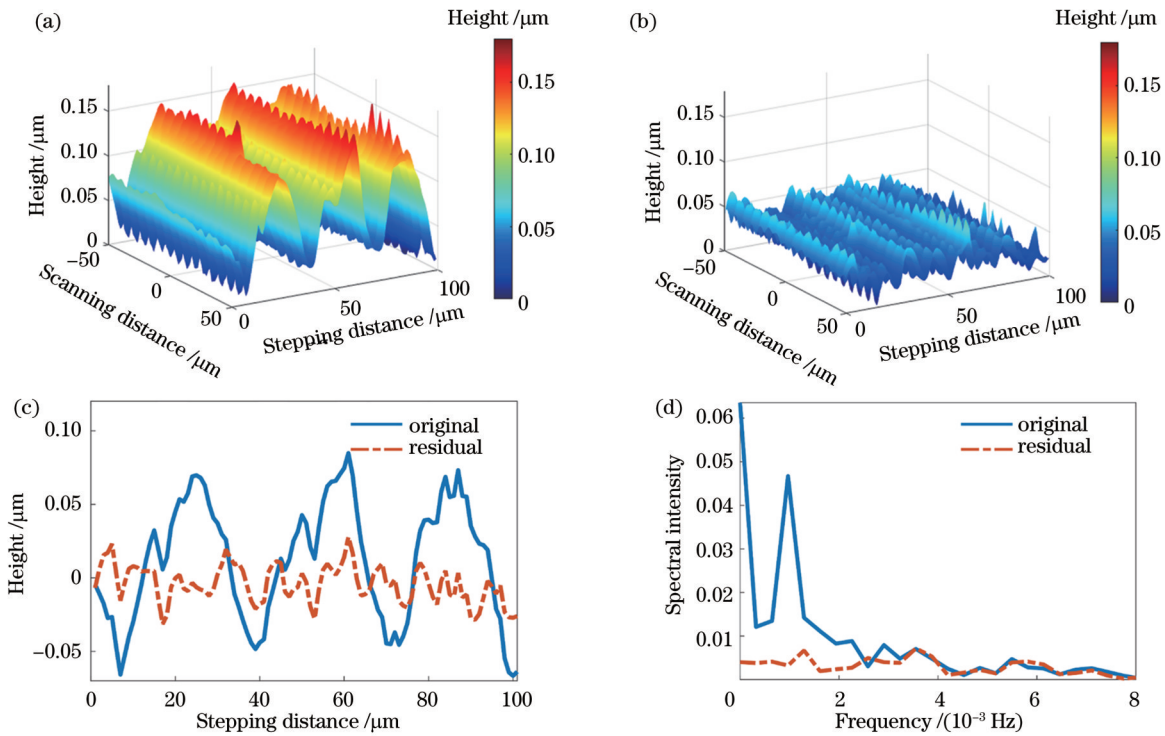 (a)
Height /μm
0.15
0.10
0.05
0
Height /μm
0.15
0.10
0.05
0
−50
0
50
Scanning distance /μm
0
50
100
Stepping distance /μm
(b)
Height /μm
0.15
0.10
0.05
0
Height /μm
0.15
0.10
0.05
0
−50
0
50
Scanning distance /μm
0
50
100
Stepping distance /μm
(c)
original
residual
Height /μm
0.10
0.05
0
−0.05
0
20
40
60
80
100
Stepping distance /μm
(d)
original
residual
Spectral intensity
0.06
0.05
0.04
0.03
0.02
0.01
0
2
4
6
8
Frequency /(10⁻³ Hz)